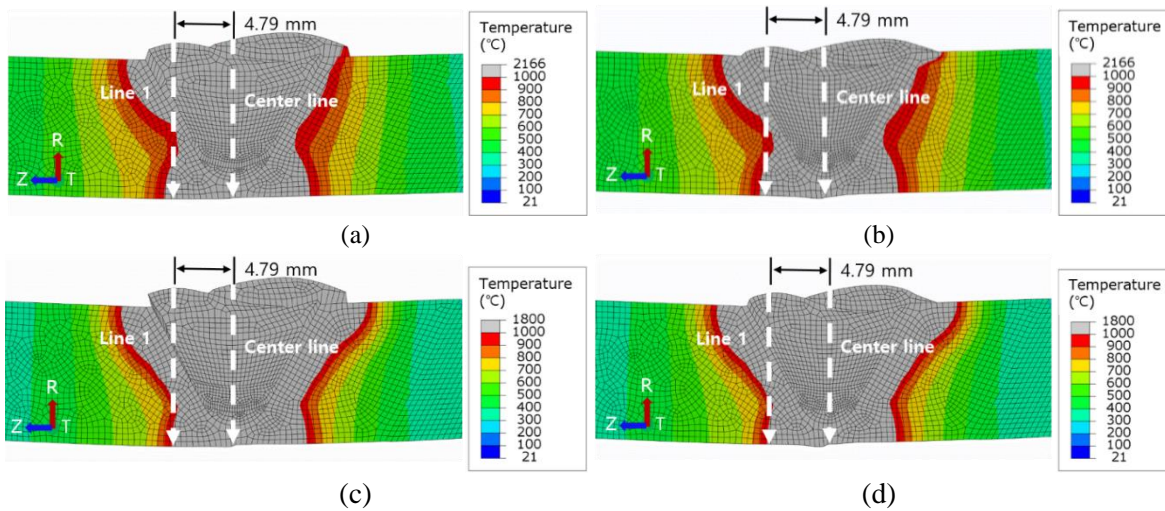 4.79 mm
Line 1
Center line
R
Z
T
Temperature
(℃)
2166
1000
900
800
700
600
500
400
300
200
100
21
(a)
4.79 mm
Line 1
Center line
R
Z
T
Temperature
(℃)
2166
1000
900
800
700
600
500
400
300
200
100
21
(b)
4.79 mm
Line 1
Center line
R
Z
T
Temperature
(℃)
1800
1000
900
800
700
600
500
400
300
200
100
21
(c)
4.79 mm
Line 1
Center line
R
Z
T
Temperature
(℃)
1800
1000
900
800
700
600
500
400
300
200
100
21
(d)